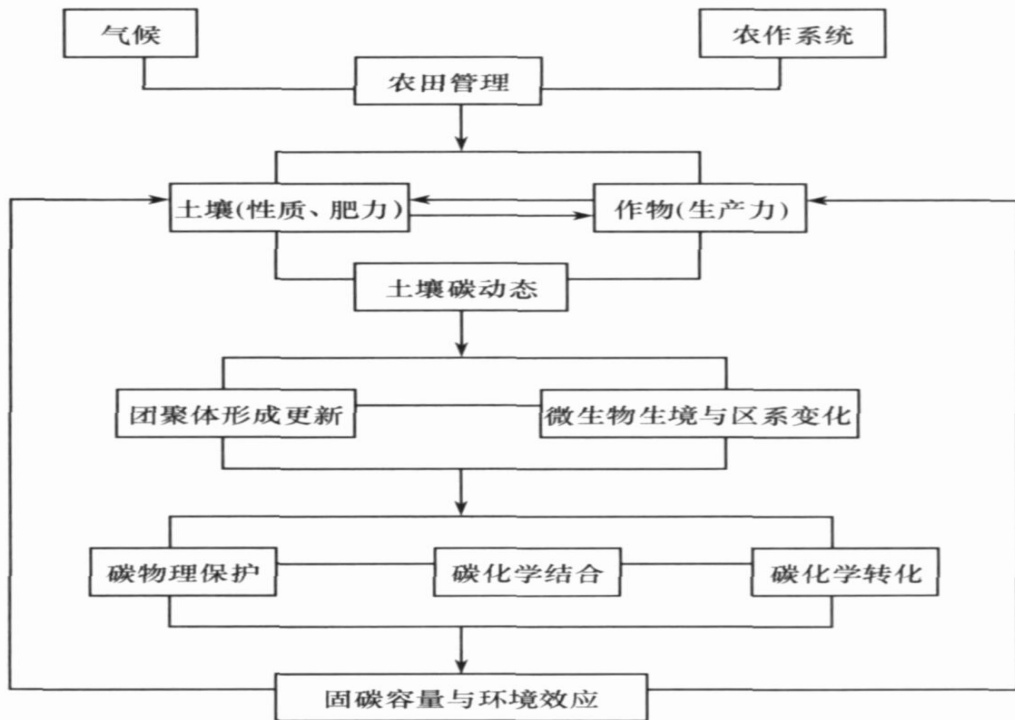 气候
农作系统
农田管理
土壤(性质、肥力)
作物(生产力)
土壤碳动态
团聚体形成更新
微生物生境与区系变化
碳物理保护
碳化学结合
碳化学转化
固碳容量与环境效应